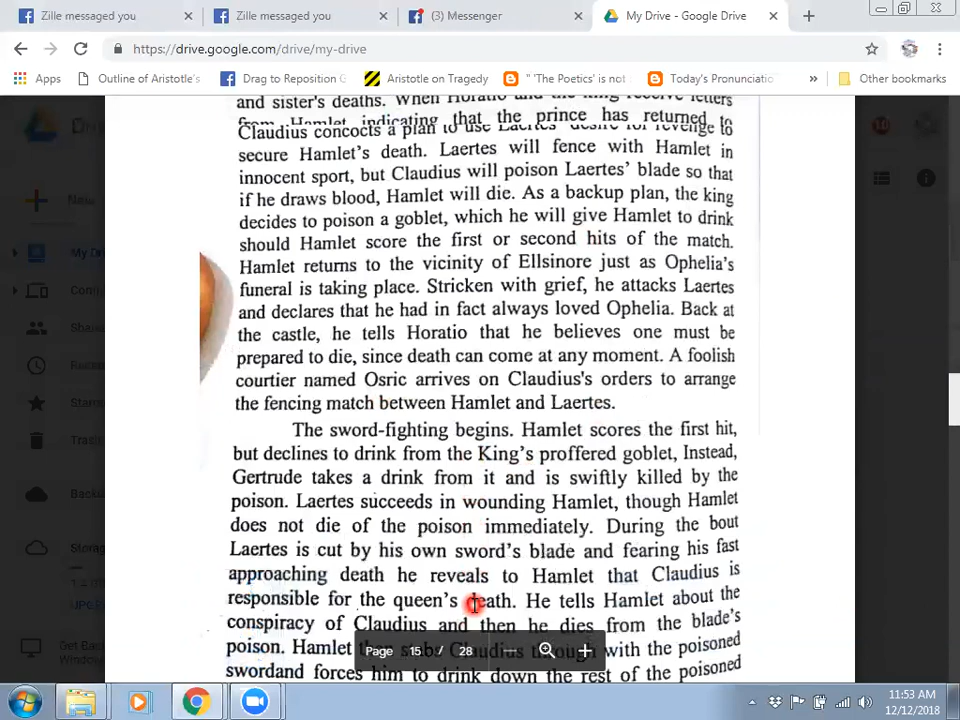 Zille messaged you
Zille messaged you
(3) Messenger
My Drive - Google Drive
https://drive.google.com/drive/my-drive
Apps
Outline of Aristotle's
Drag to Reposition
Aristotle on Tragedy
" 'The Poetics' is not
Today's Pronunciatio
»
Other bookmarks
and sister's deaths. When Horatio and the king receive letters
from Hamlet indicating that the prince has returned to
Claudius concocts a plan to use Laertes' desire for revenge to
secure Hamlet's death. Laertes will fence with Hamlet in
innocent sport, but Claudius will poison Laertes' blade so that
if he draws blood, Hamlet will die. As a backup plan, the king
decides to poison a goblet, which he will give Hamlet to drink
should Hamlet score the first or second hits of the match.
Hamlet returns to the vicinity of Ellsinore just as Ophelia's
funeral is taking place. Stricken with grief, he attacks Laertes
and declares that he had in fact always loved Ophelia. Back at
the castle, he tells Horatio that he believes one must be
prepared to die, since death can come at any moment. A foolish
courtier named Osric arrives on Claudius's orders to arrange
the fencing match between Hamlet and Laertes.
The sword-fighting begins. Hamlet scores the first hit,
but declines to drink from the King's proffered goblet, Instead,
Gertrude takes a drink from it and is swiftly killed by the
poison. Laertes succeeds in wounding Hamlet, though Hamlet
does not die of the poison immediately. During the bout
Laertes is cut by his own sword's blade and fearing his fast
approaching death he reveals to Hamlet that Claudius is
responsible for the queen's death. He tells Hamlet about the
conspiracy of Claudius and then he dies from the blade's
poison. Hamlet then stabs Claudius through with the poisoned
swordand forces him to drink down the rest of the poisoned
Page 15 / 28
New
My Dr
Recen
Starre
Storag
11:53 AM
12/12/2018